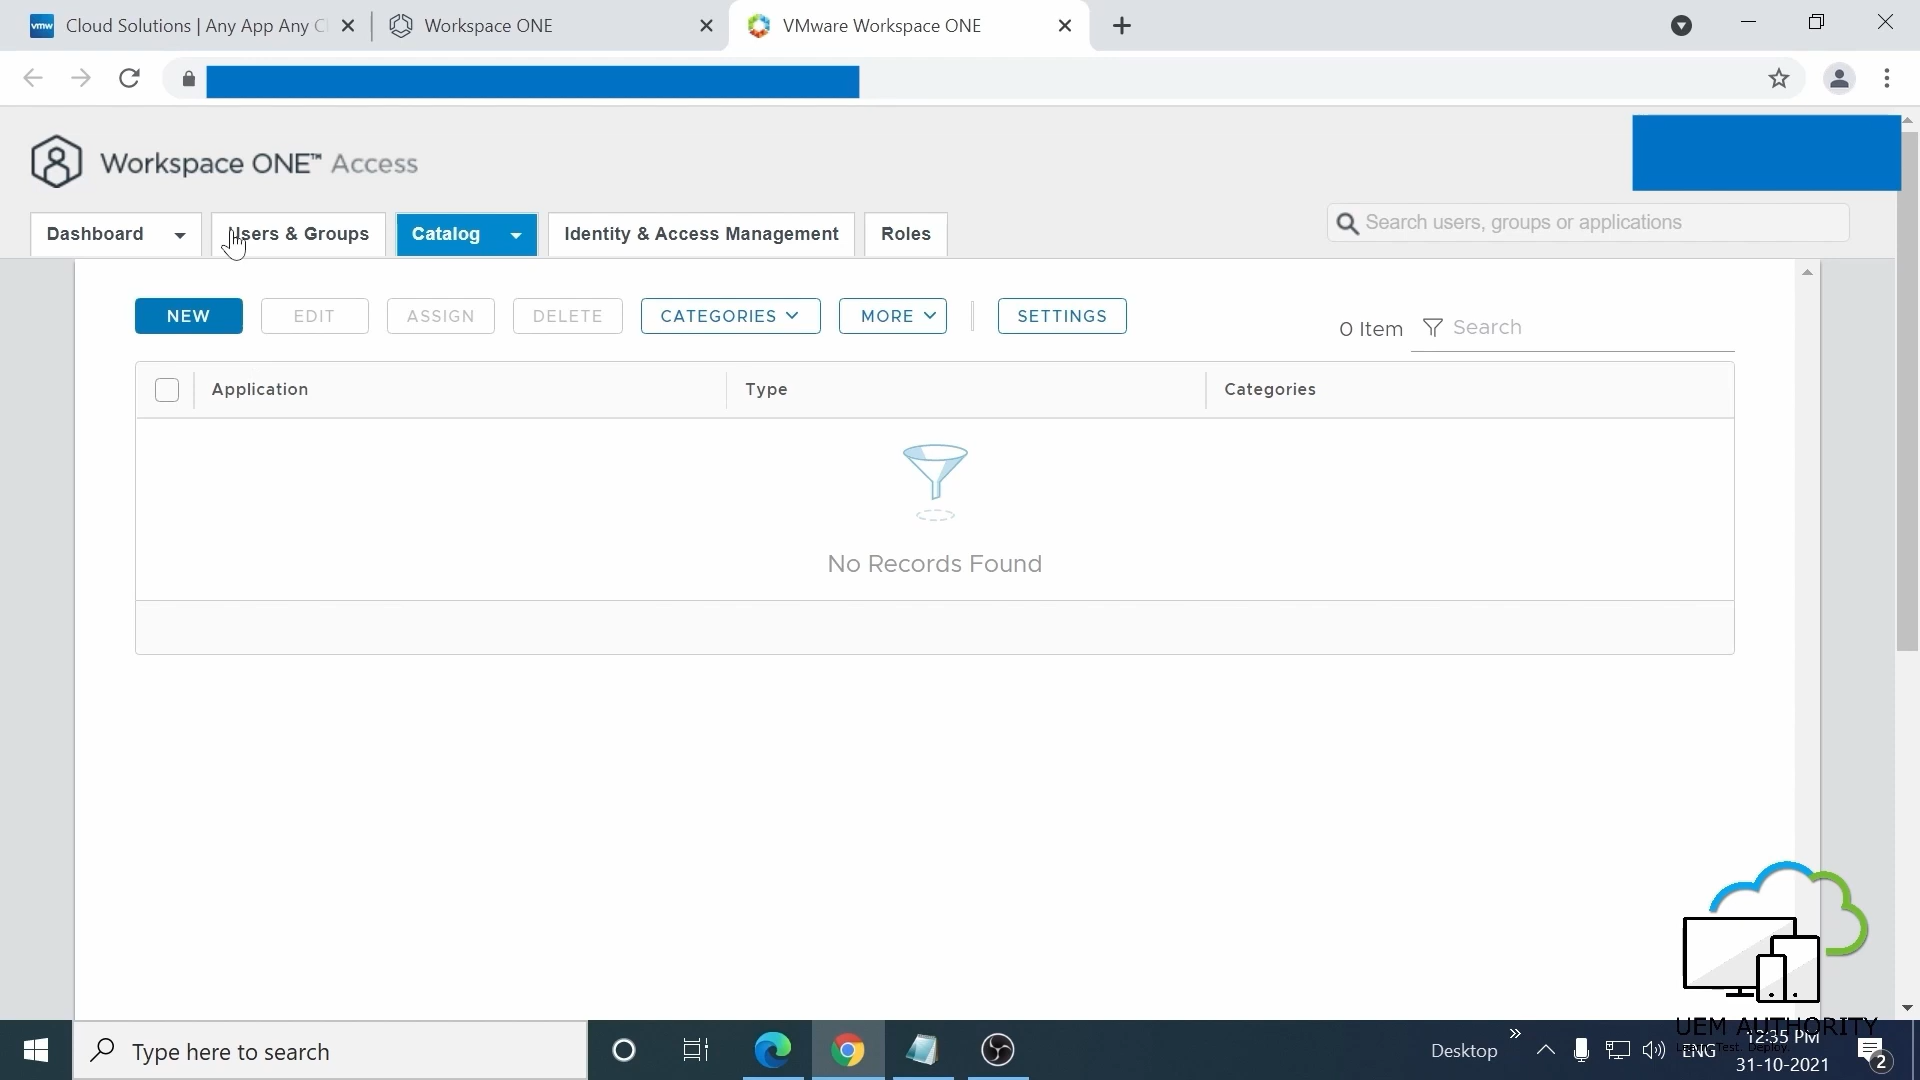 vmw Cloud Solutions | Any App Any Cl
Workspace ONE
VMware Workspace ONE
Workspace ONE™ Access
Dashboard
Users & Groups
Catalog
Identity & Access Management
Roles
Search users, groups or applications
NEW
EDIT
ASSIGN
DELETE
CATEGORIES
MORE
SETTINGS
0 Item
Search
Application
Type
Categories
No Records Found
UEM AUTHORITY
Type here to search
Desktop
ENG
12:35 PM
31-10-2021
2